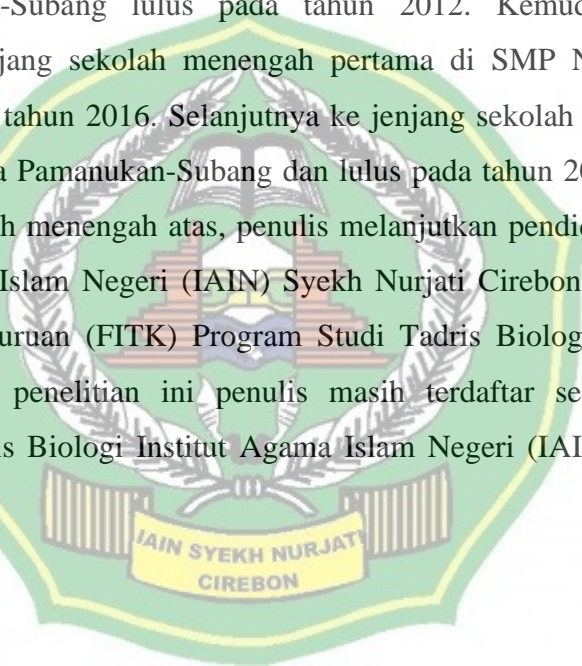 -Subang lulus pada tahun 2012.
jang sekolah menengah pertama di SMP N
tahun 2016. Selanjutnya ke jenjang sekolah
a Pamanukan-Subang dan lulus pada tahun 20
h menengah atas, penulis melanjutkan pendi
Islam Negeri (IAIN) Syekh Nurjati Cirebon
uruan (FITK) Program Studi Tadris Biolog
penelitian ini penulis masih terdaftar se
is Biologi Institut Agama Islam Negeri (IAI
IAIN SYEKH NURJATI
CIREBON